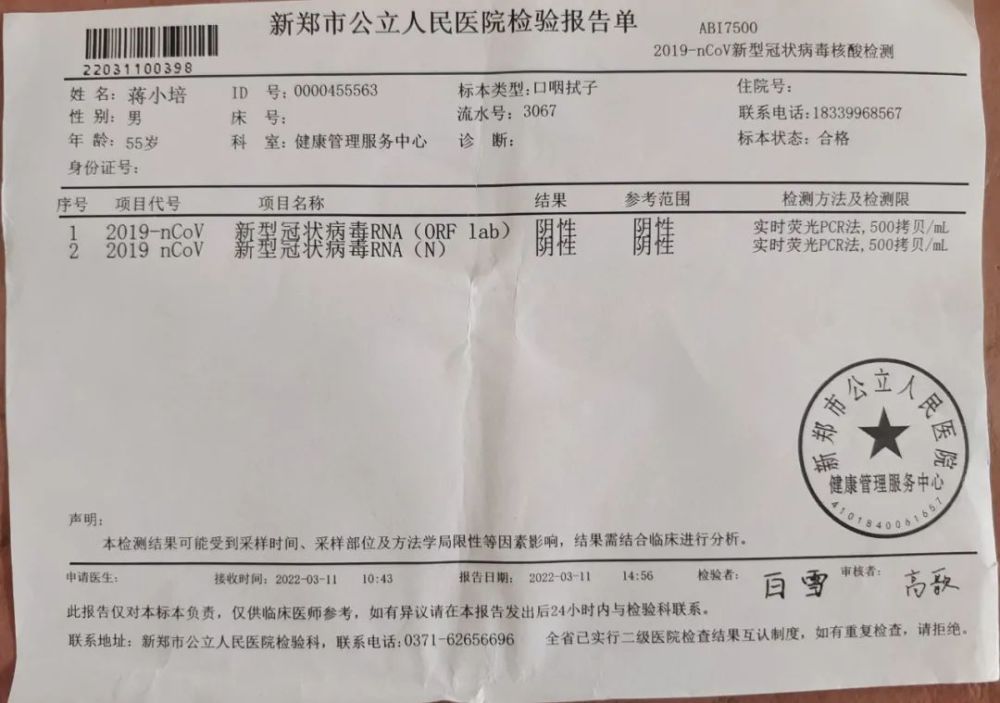 新郑市公立人民医院检验报告单
ABI7500
22031100398
2019-nCoV新型冠状病毒核酸检测
姓 名: 蒋小培 ID 号: 0000455563 标本类型: 口咽拭子 住院号:
性 别: 男 床 号: 流水号: 3067 联系电话: 18339968567
年 龄: 55岁 科 室: 健康管理服务中心 诊 断: 标本状态: 合格
身份证号:
序号 项目代号 项目名称 结果 参考范围 检测方法及检测限
1 2019-nCoV 新型冠状病毒RNA (ORF lab) 阴性 阴性 实时荧光PCR法, 500拷贝/mL
2 2019 nCoV 新型冠状病毒RNA (N) 阴性 阴性 实时荧光PCR法, 500拷贝/mL
新郑市公立人民医院
健康管理服务中心
4101840061657
声明:
本检测结果可能受到采样时间、采样部位及方法学局限性等因素影响, 结果需结合临床进行分析。
申请医生: 接收时间: 2022-03-11 10:43 报告日期: 2022-03-11 14:56 检验者: 白雪 审核者: 高歌
此报告仅对本标本负责, 仅供临床医师参考, 如有异议请在本报告发出后24小时内与检验科联系。
联系地址: 新郑市公立人民医院检验科, 联系电话: 0371-62656696 全省已实行二级医院检查结果互认制度, 如有重复检查, 请拒绝。